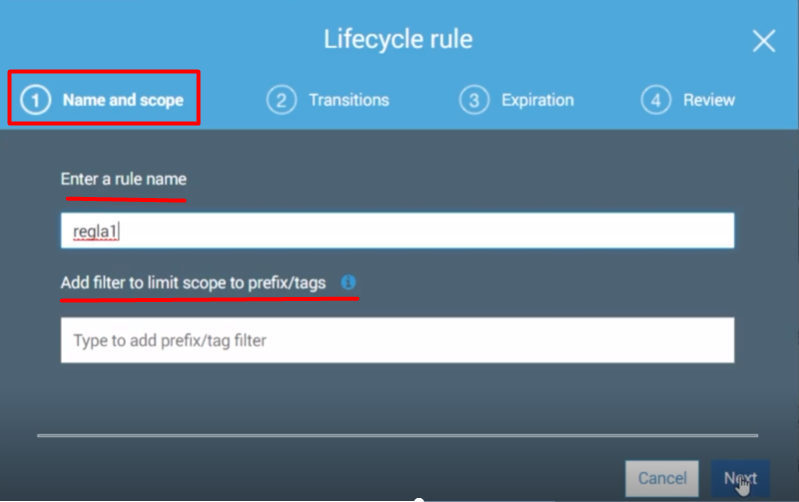 Lifecycle rule
1 Name and scope 2 Transitions 3 Expiration 4 Review
Enter a rule name
regla1
Add filter to limit scope to prefix/tags
Type to add prefix/tag filter
Cancel Next